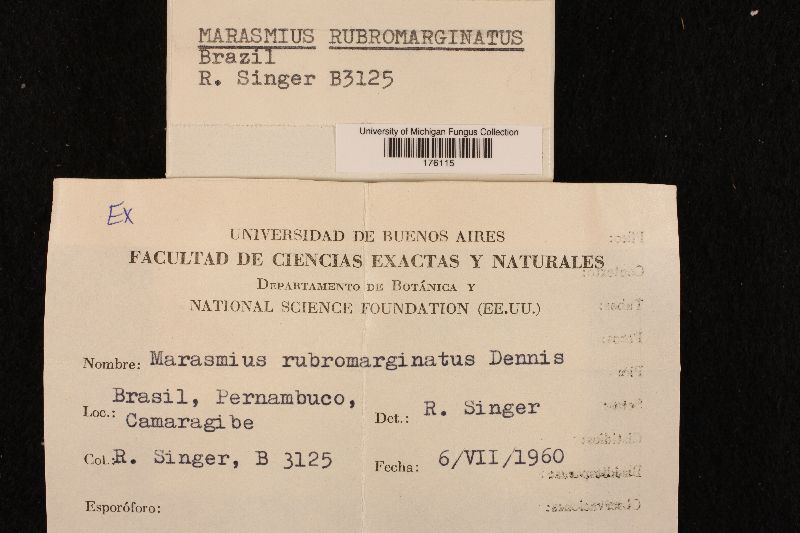 MARASMIUS RUBROMARGINATUS
Brazil
R. Singer B3125
University of Michigan Fungus Collection
176115
Ex
UNIVERSIDAD DE BUENOS AIRES
FACULTAD DE CIENCIAS EXACTAS Y NATURALES
DEPARTAMENTO DE BOTÁNICA Y
NATIONAL SCIENCE FOUNDATION (EE.UU.)
Nombre: Marasmius rubromarginatus Dennis
Loc.: Brasil, Pernambuco,
Camaragibe
Det.: R. Singer
Col.: R. Singer, B 3125
Fecha: 6/VII/1960
Esporóforo: